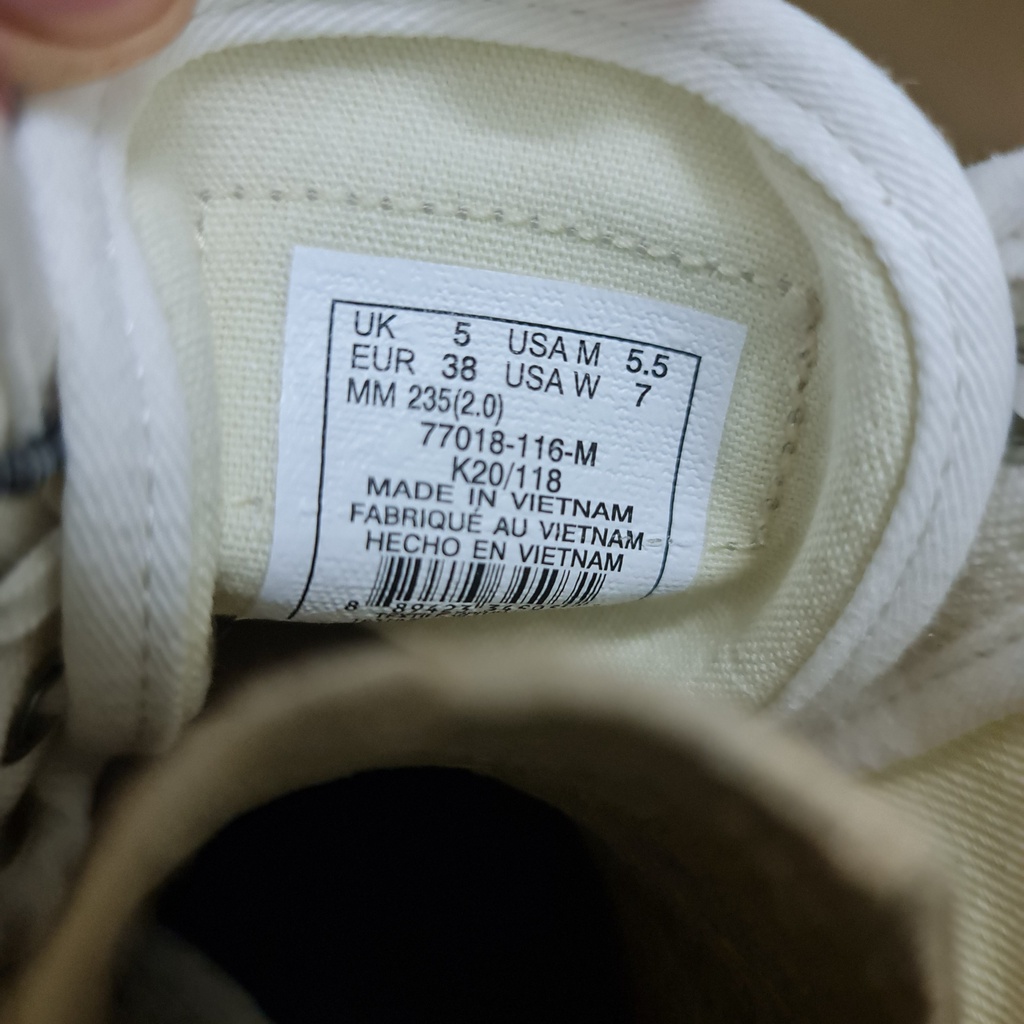 UK 5 USA M 5.5
EUR 38 USA W 7
MM 235(2.0)
77018-116-M
K20/118
MADE IN VIETNAM
FABRIQUÉ AU VIETNAM
HECHO EN VIETNAM